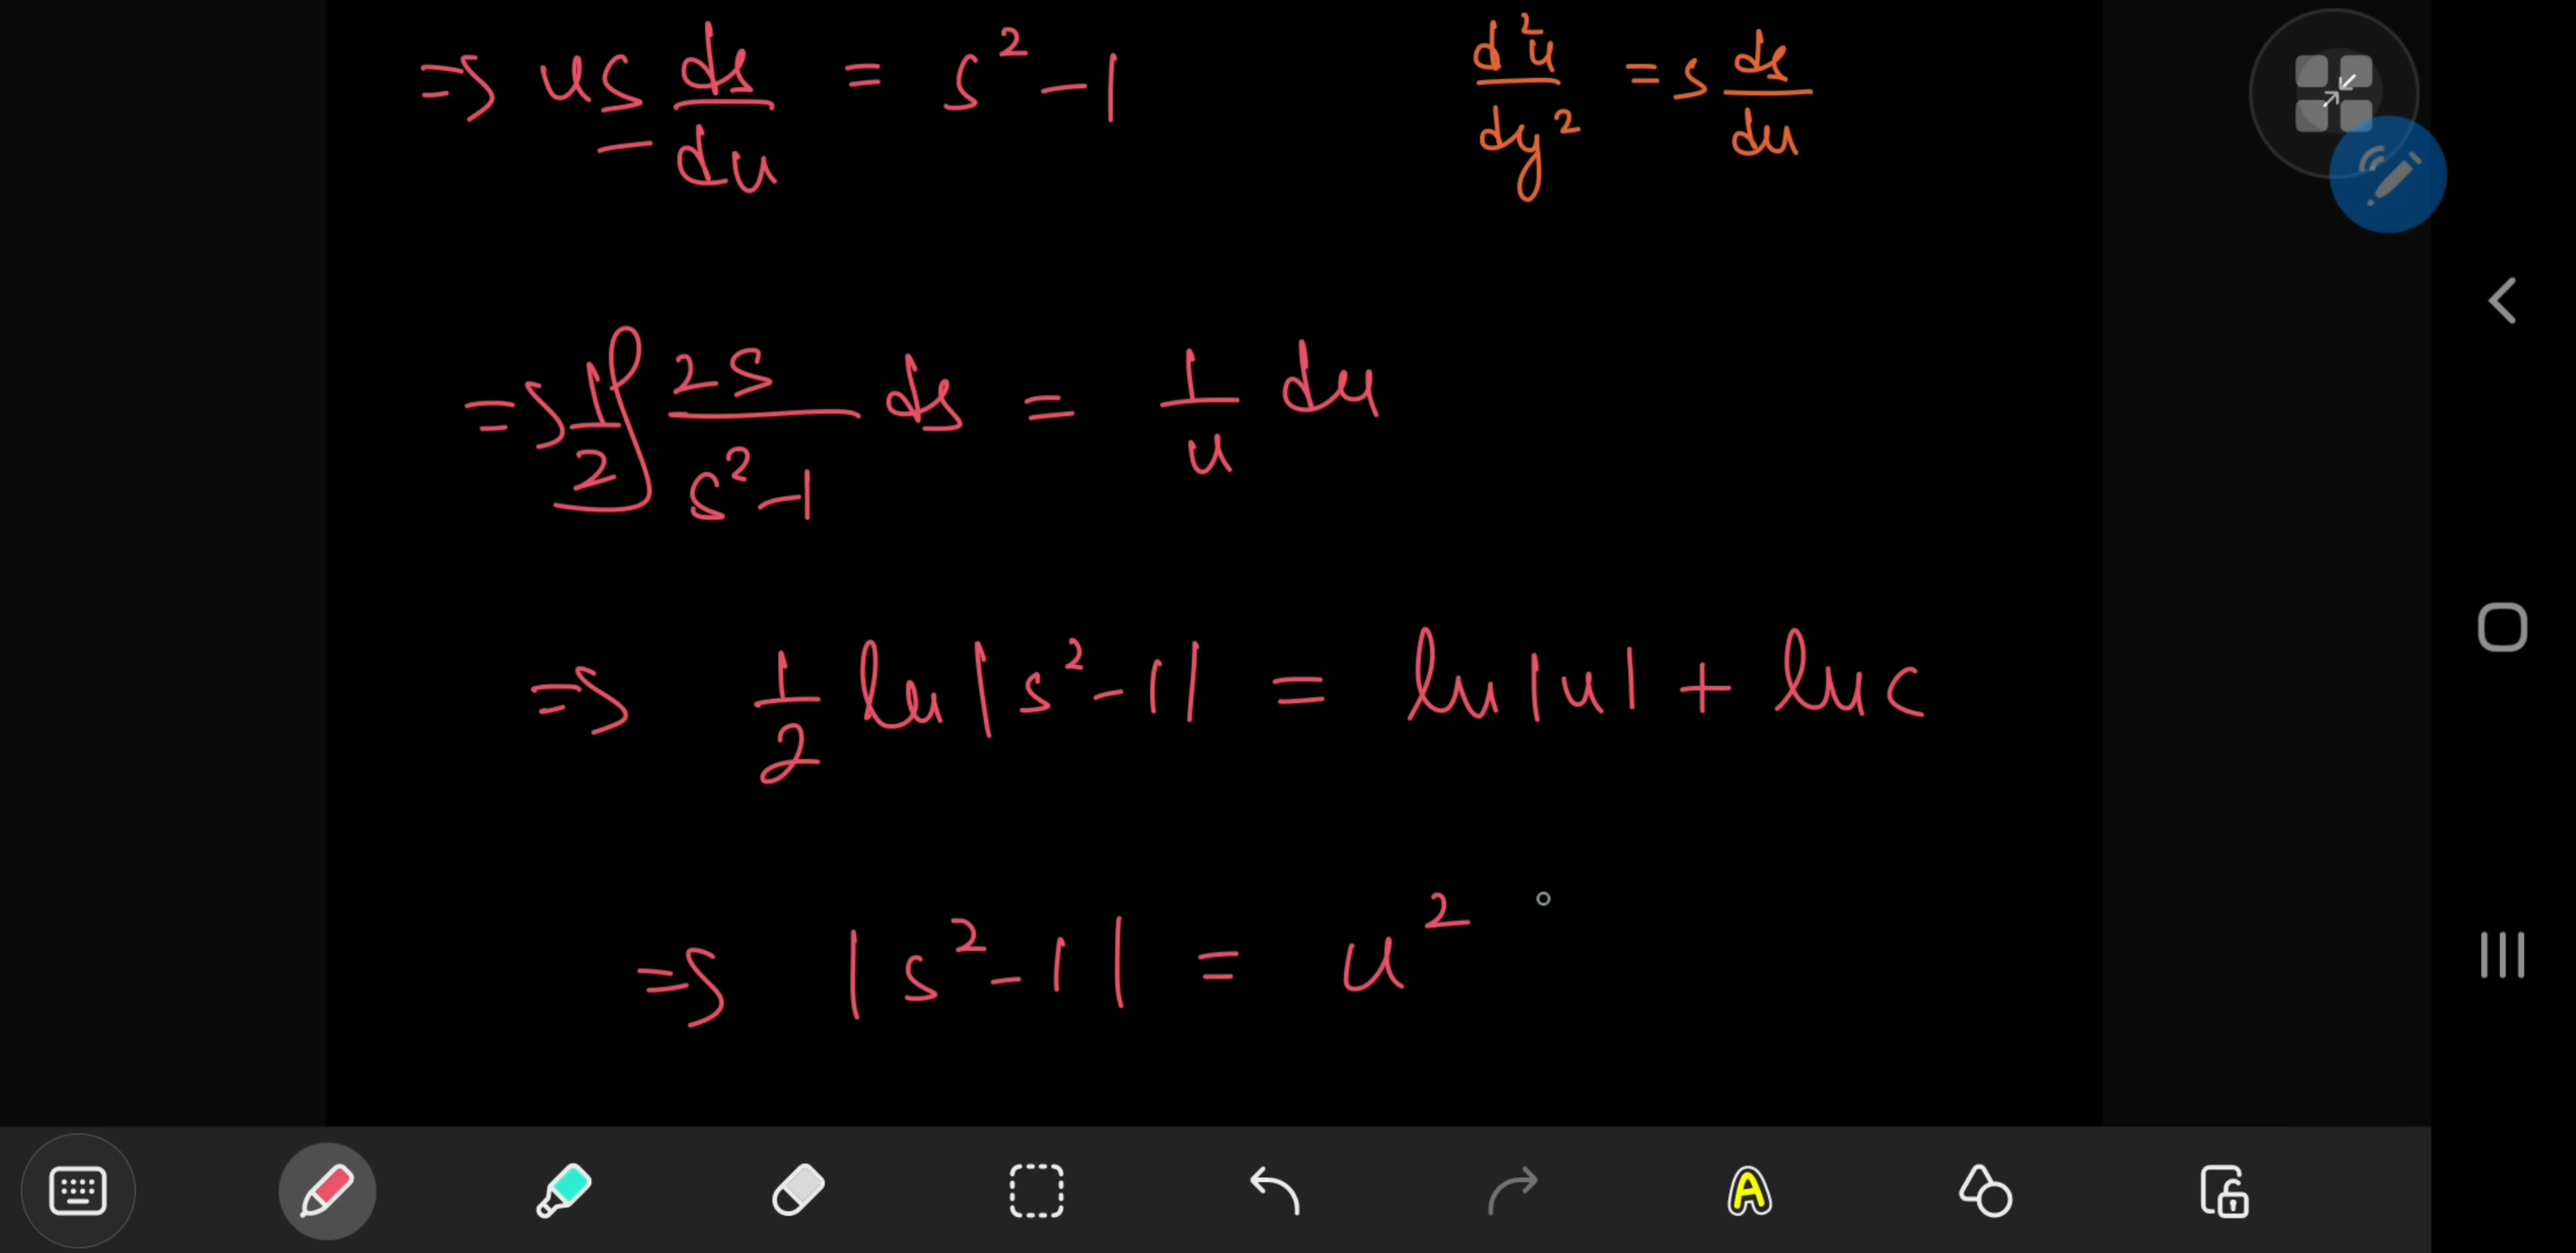 ⇒ us ds/du = s² − 1    d²u/dy² = s ds/du
⇒ 1/2 ∫ 2s/(s² − 1) ds = 1/u du
⇒ 1/2 ln|s² − 1| = ln|u| + ln c
⇒ |s² − 1| = u²
A